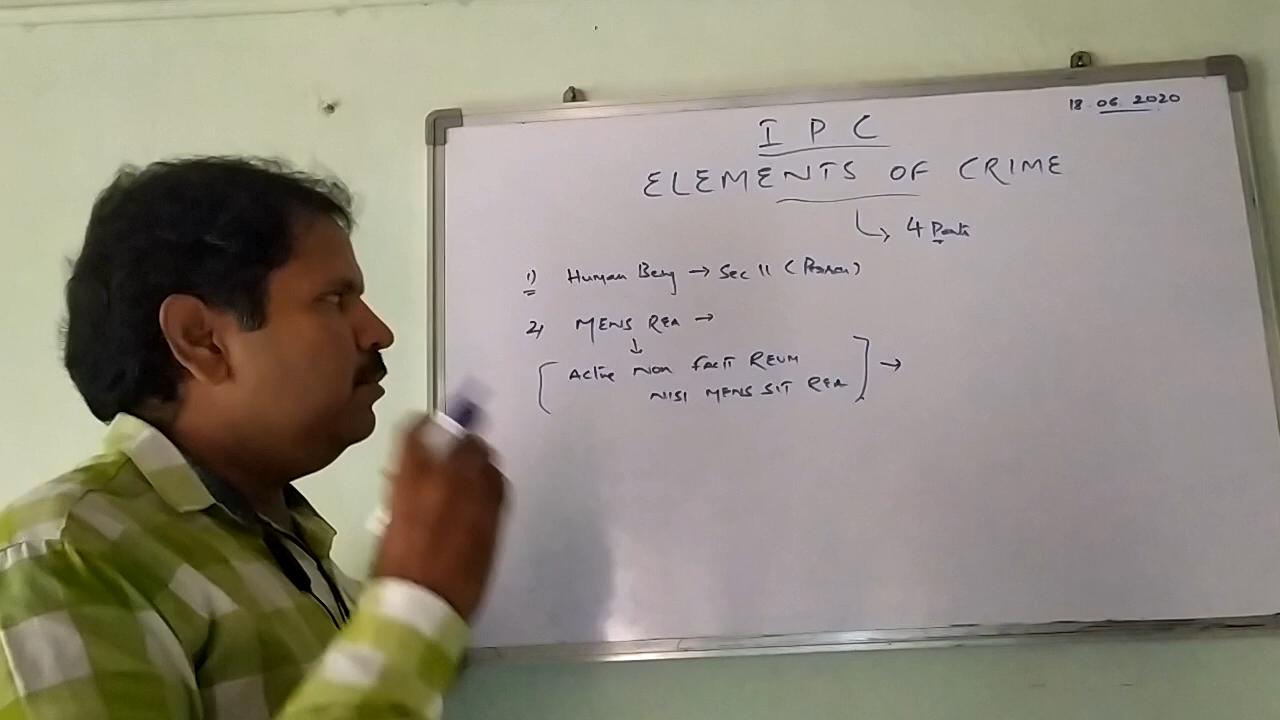 18.06.2020
I P C
ELEMENTS OF CRIME
↳ 4 Parts
1) Human Being → Sec 11 (Person)
2) MENS REA →
↓
[ Actus Non facit REUM
NISI MENS SIT REA ] →